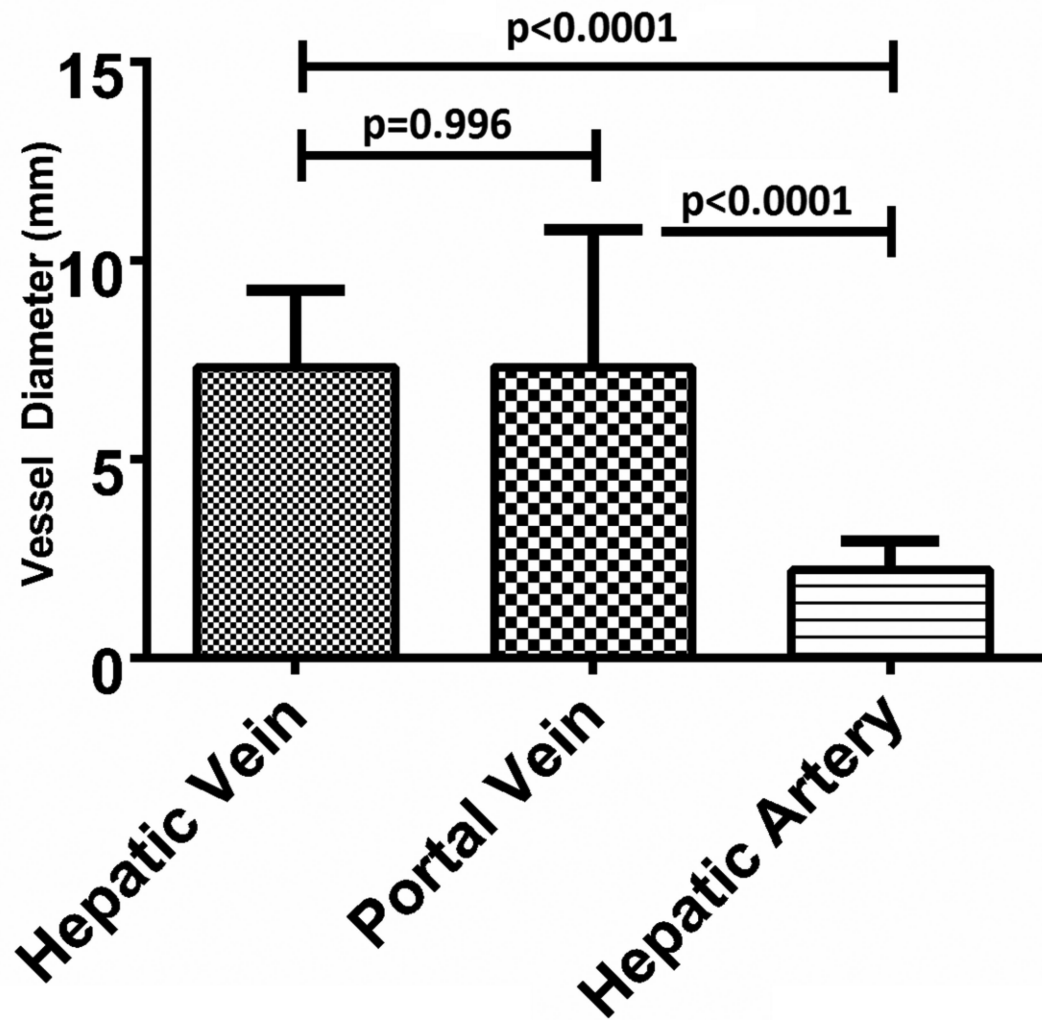 p<0.0001
p=0.996
p<0.0001
Vessel Diameter (mm)
15
10
5
0
Hepatic Vein
Portal Vein
Hepatic Artery